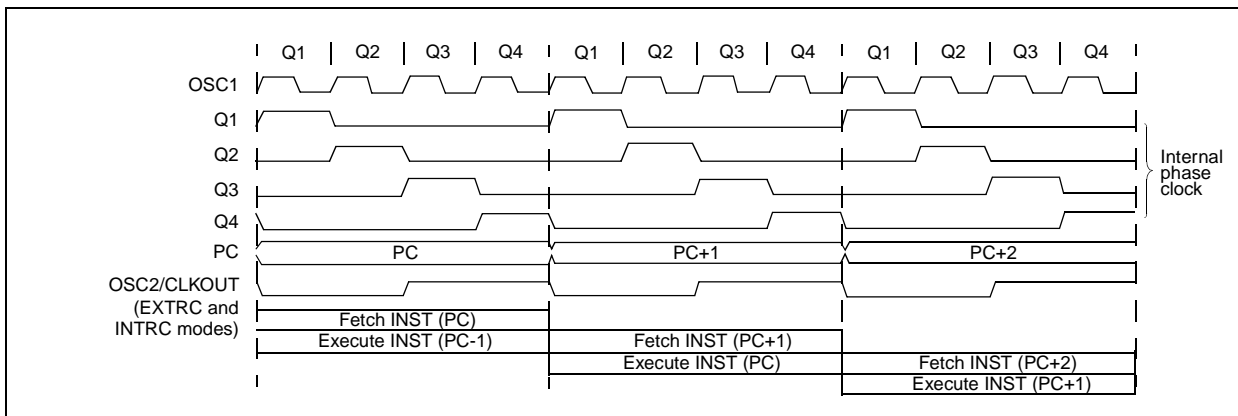 Q1 Q2 Q3 Q4 Q1 Q2 Q3 Q4 Q1 Q2 Q3 Q4
OSC1
Q1
Q2
Q3
Q4
Internal
phase
clock
PC PC PC+1 PC+2
OSC2/CLKOUT
(EXTRC and
INTRC modes)
Fetch INST (PC)
Execute INST (PC-1) Fetch INST (PC+1)
Execute INST (PC) Fetch INST (PC+2)
Execute INST (PC+1)